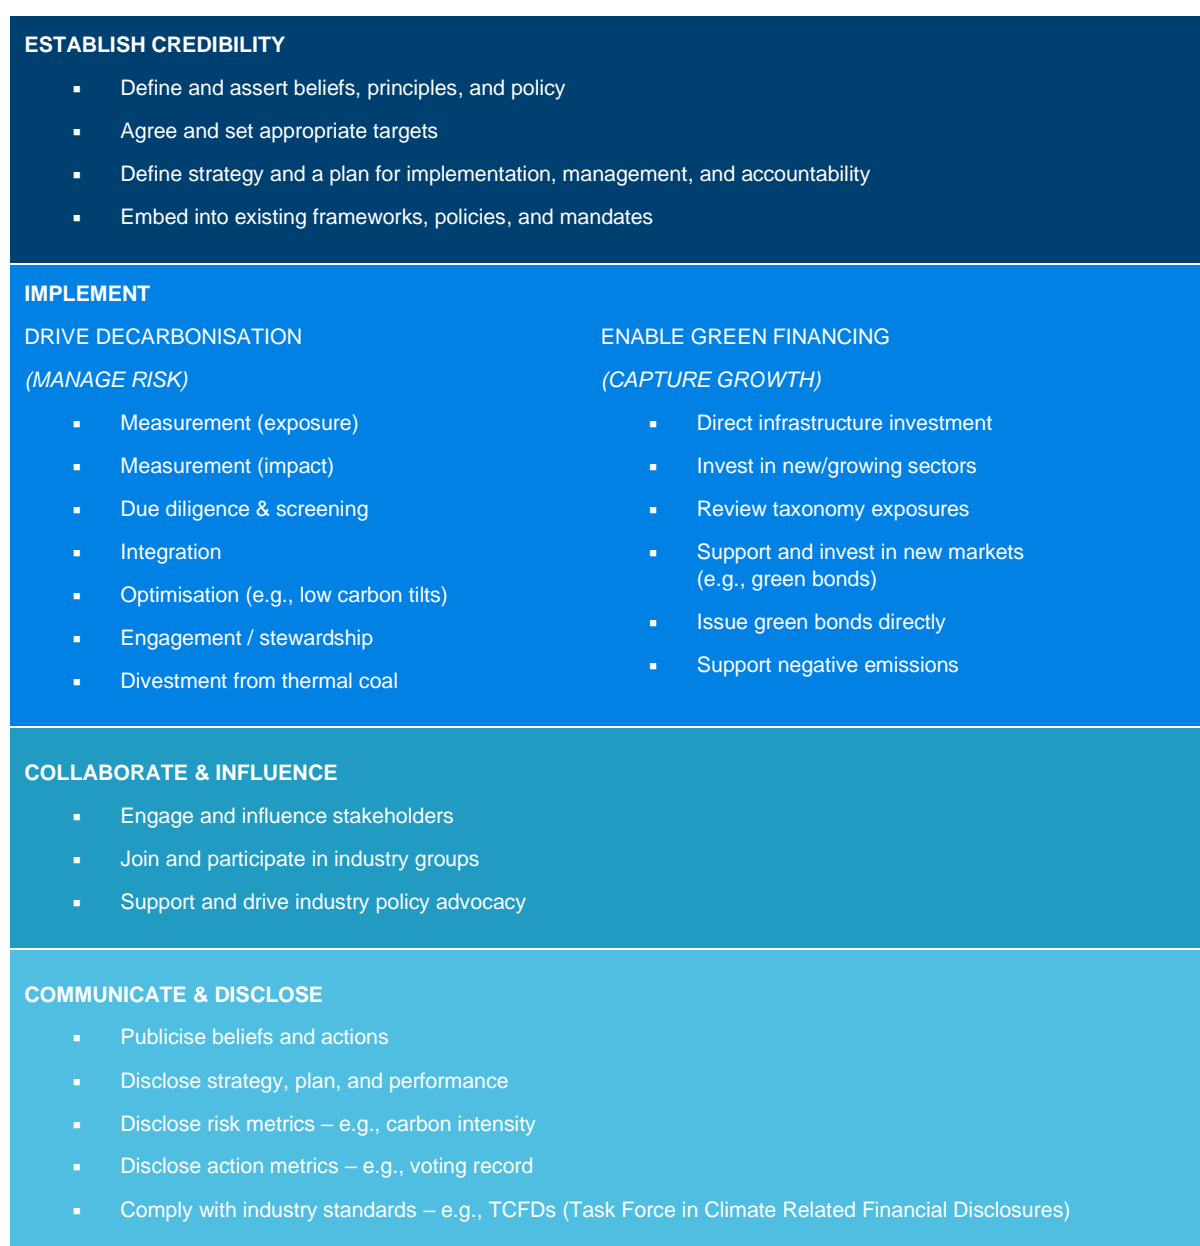 ESTABLISH CREDIBILITY
▪ Define and assert beliefs, principles, and policy
▪ Agree and set appropriate targets
▪ Define strategy and a plan for implementation, management, and accountability
▪ Embed into existing frameworks, policies, and mandates
IMPLEMENT
DRIVE DECARBONISATION
(MANAGE RISK)
▪ Measurement (exposure)
▪ Measurement (impact)
▪ Due diligence & screening
▪ Integration
▪ Optimisation (e.g., low carbon tilts)
▪ Engagement / stewardship
▪ Divestment from thermal coal
ENABLE GREEN FINANCING
(CAPTURE GROWTH)
▪ Direct infrastructure investment
▪ Invest in new/growing sectors
▪ Review taxonomy exposures
▪ Support and invest in new markets
(e.g., green bonds)
▪ Issue green bonds directly
▪ Support negative emissions
COLLABORATE & INFLUENCE
▪ Engage and influence stakeholders
▪ Join and participate in industry groups
▪ Support and drive industry policy advocacy
COMMUNICATE & DISCLOSE
▪ Publicise beliefs and actions
▪ Disclose strategy, plan, and performance
▪ Disclose risk metrics – e.g., carbon intensity
▪ Disclose action metrics – e.g., voting record
▪ Comply with industry standards – e.g., TCFDs (Task Force in Climate Related Financial Disclosures)